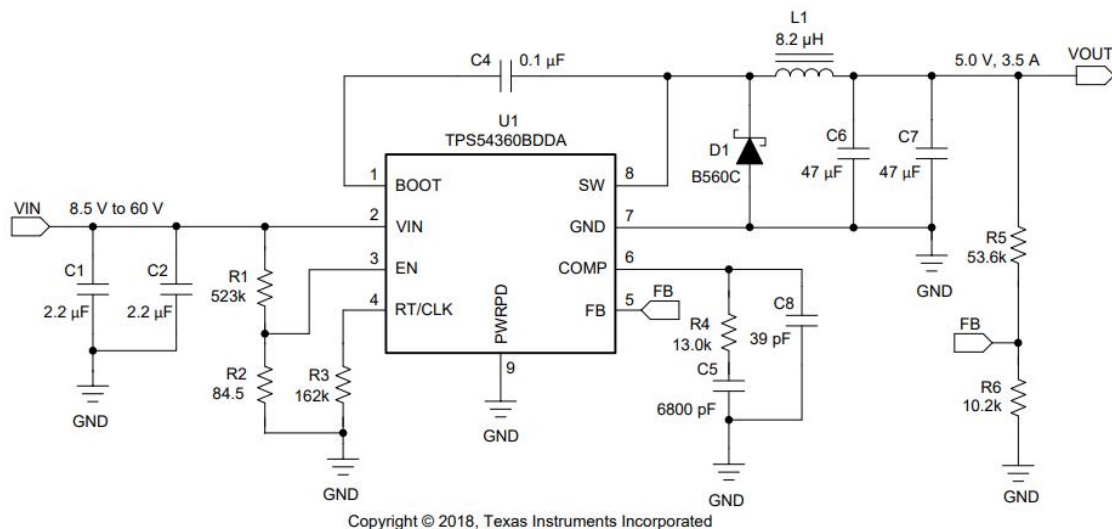 L1
8.2 µH
C4
0.1 µF
5.0 V, 3.5 A
VOUT
U1
TPS54360BDDA
C6
C7
D1
B560C
47 µF
47 µF
1
BOOT
SW
8
VIN
8.5 V to 60 V
2
VIN
GND
7
3
EN
COMP
6
4
RT/CLK
FB
5
FB
PWRPD
9
C1
2.2 µF
C2
2.2 µF
R1
523k
R2
84.5
R3
162k
GND
GND
GND
R4
13.0k
C5
6800 pF
C8
39 pF
GND
GND
R5
53.6k
FB
R6
10.2k
GND
Copyright © 2018, Texas Instruments Incorporated